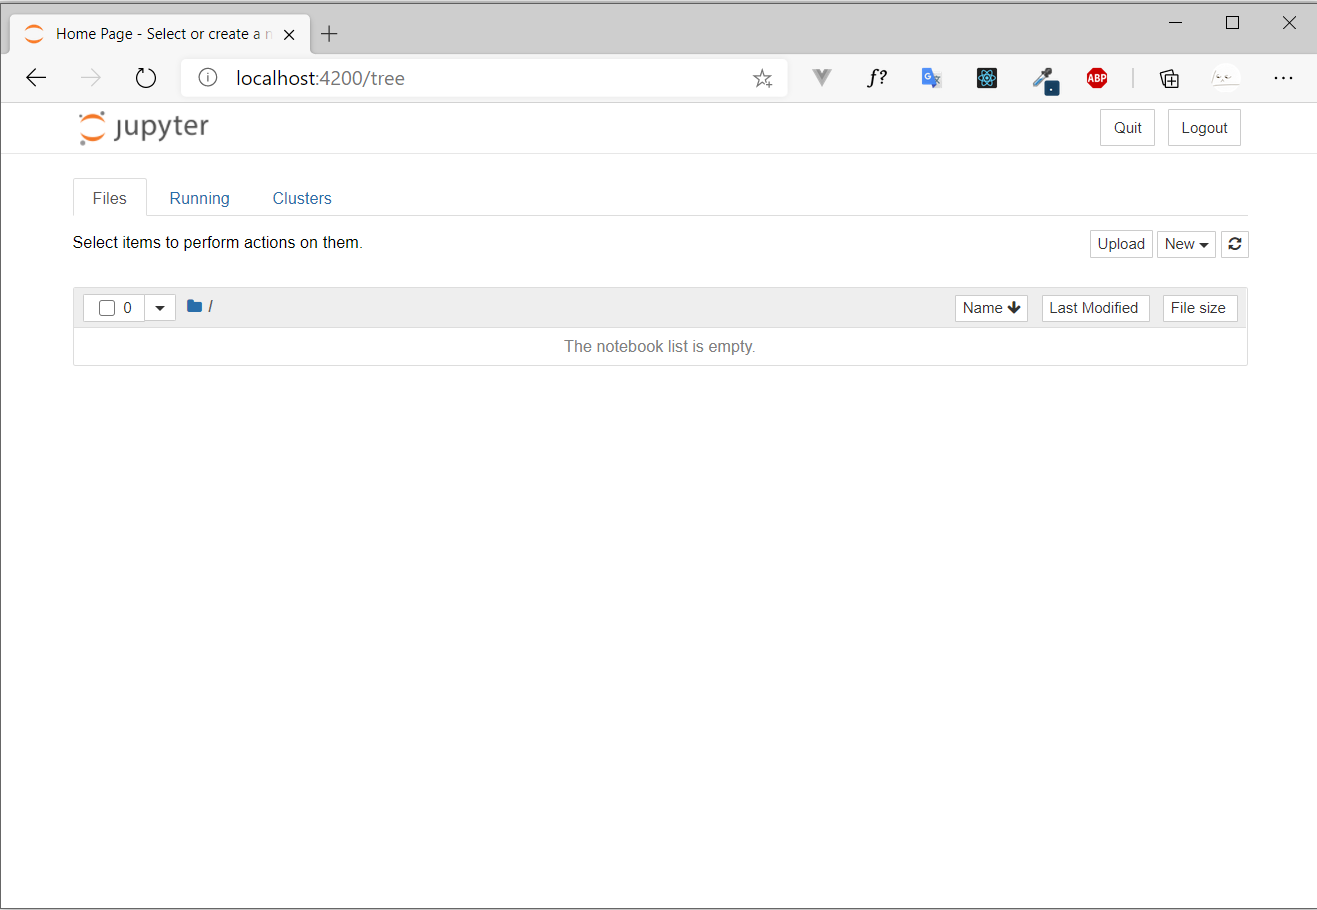 Home Page - Select or create a n
localhost:4200/tree
f?
ABP
jupyter
Quit
Logout
Files
Running
Clusters
Select items to perform actions on them.
Upload
New
0
/
Name
Last Modified
File size
The notebook list is empty.